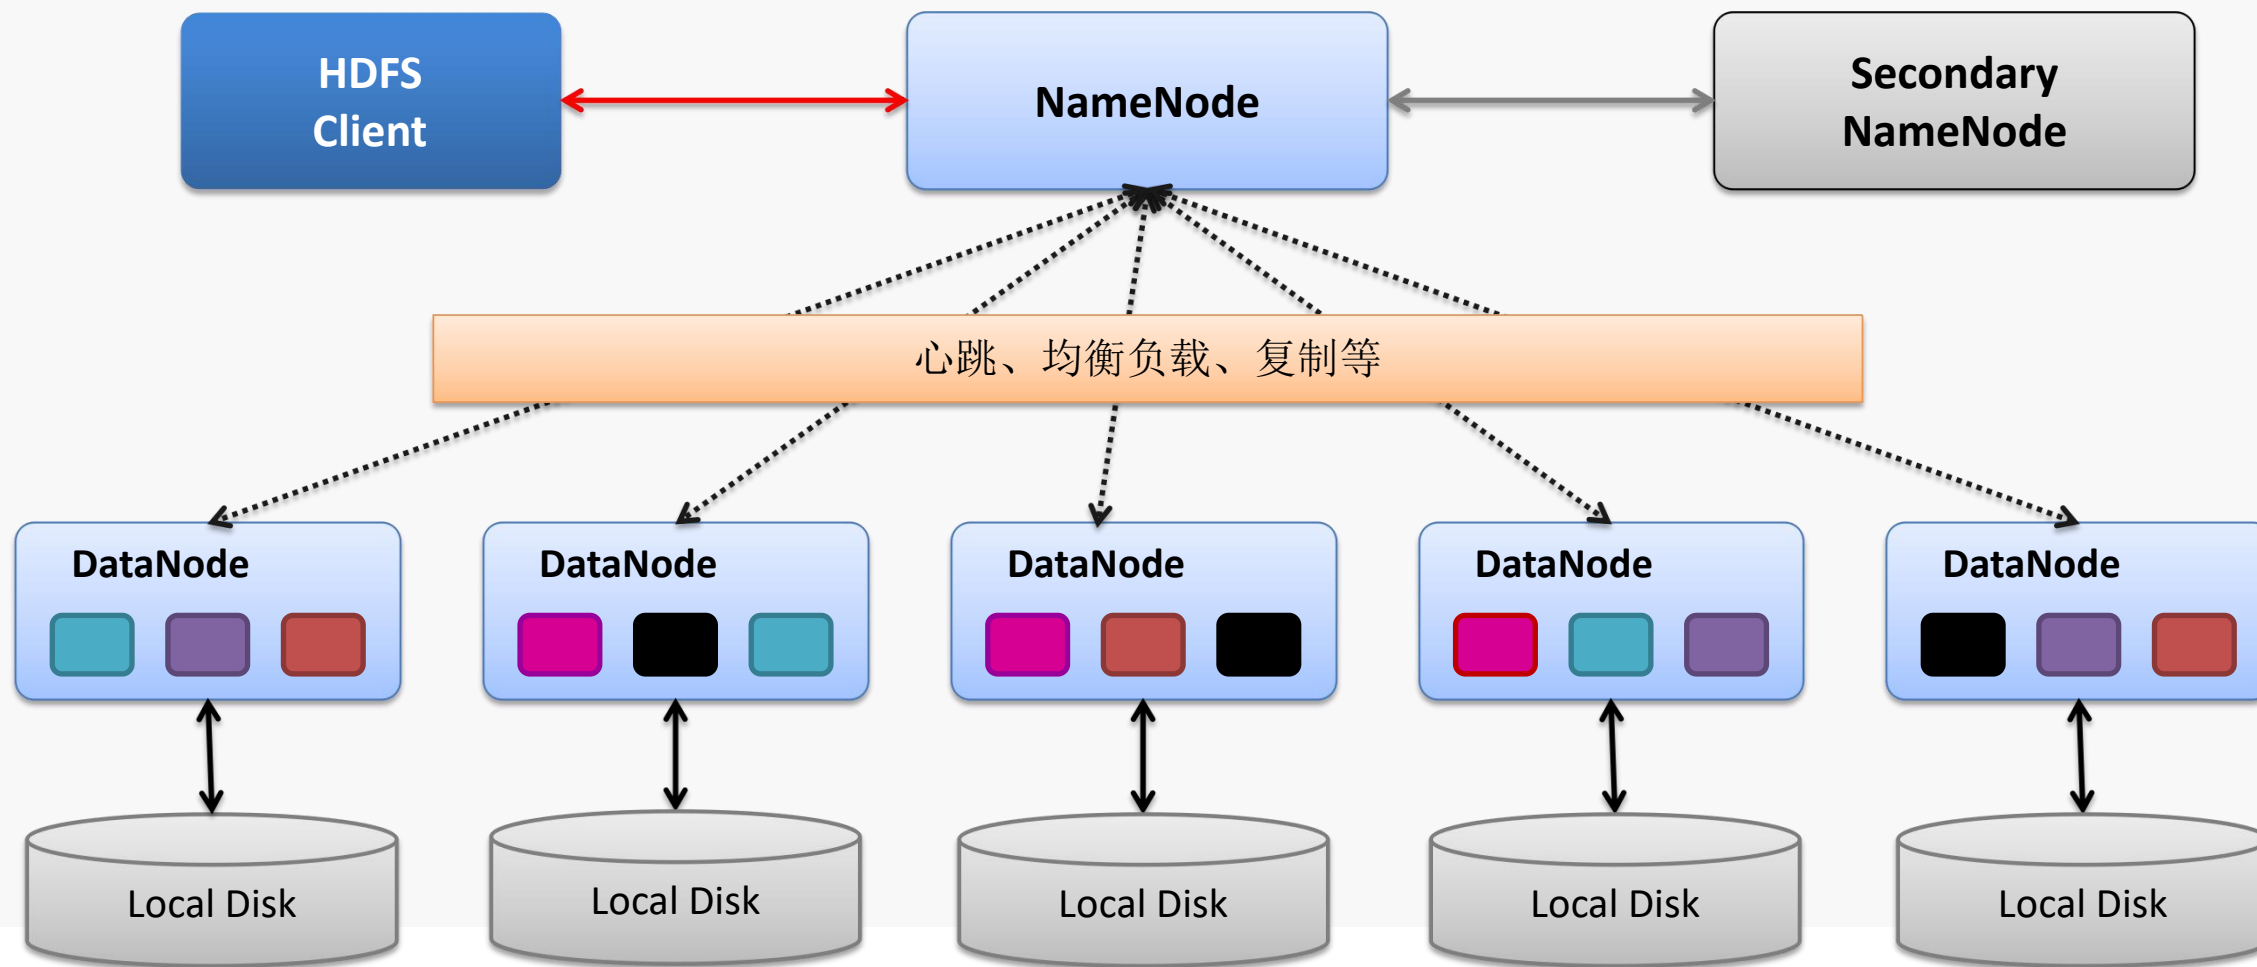 HDFS
Client
NameNode
Secondary
NameNode
心跳、均衡负载、复制等
DataNode
DataNode
DataNode
DataNode
DataNode
Local Disk
Local Disk
Local Disk
Local Disk
Local Disk